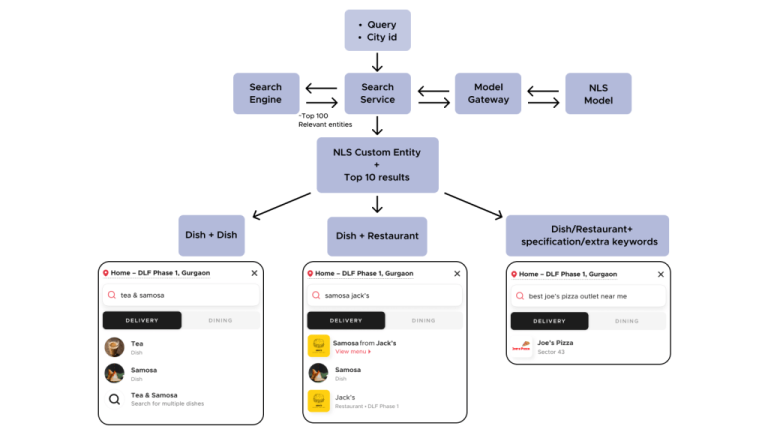 • Query
• City id
Search
Engine
Search
Service
Model
Gateway
NLS
Model
~Top 100
Relevant entities
NLS Custom Entity
+
Top 10 results
Dish + Dish
Dish + Restaurant
Dish/Restaurant+
specification/extra keywords
Home – DLF Phase 1, Gurgaon
tea & samosa
DELIVERY DINING
Tea
Dish
Samosa
Dish
Tea & Samosa
Search for multiple dishes
Home – DLF Phase 1, Gurgaon
samosa jack's
DELIVERY DINING
Samosa from Jack's
View menu
Samosa
Dish
Jack's
Restaurant • DLF Phase 1
Home – DLF Phase 1, Gurgaon
best joe's pizza outlet near me
DELIVERY DINING
Joe's Pizza
Sector 43